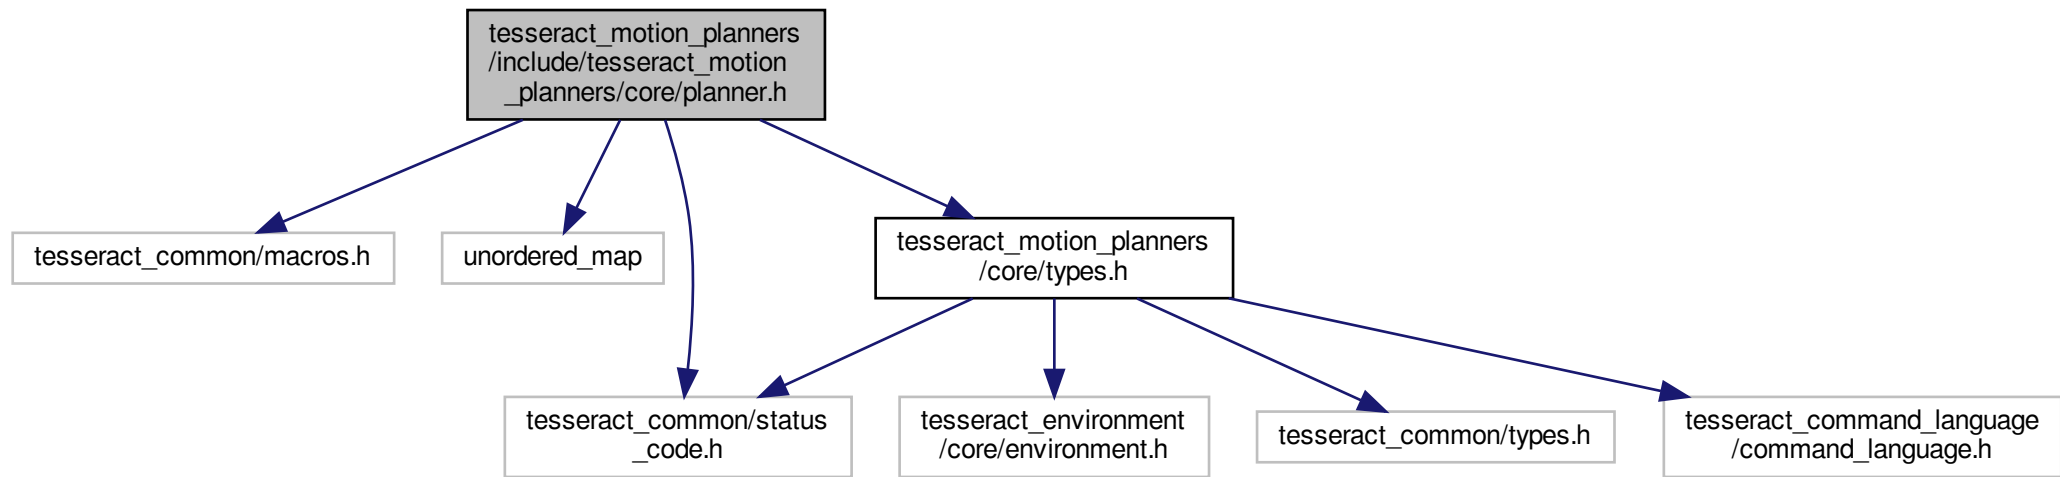 tesseract_motion_planners
/include/tesseract_motion
_planners/core/planner.h
tesseract_common/macros.h
unordered_map
tesseract_motion_planners
/core/types.h
tesseract_common/status
_code.h
tesseract_environment
/core/environment.h
tesseract_common/types.h
tesseract_command_language
/command_language.h